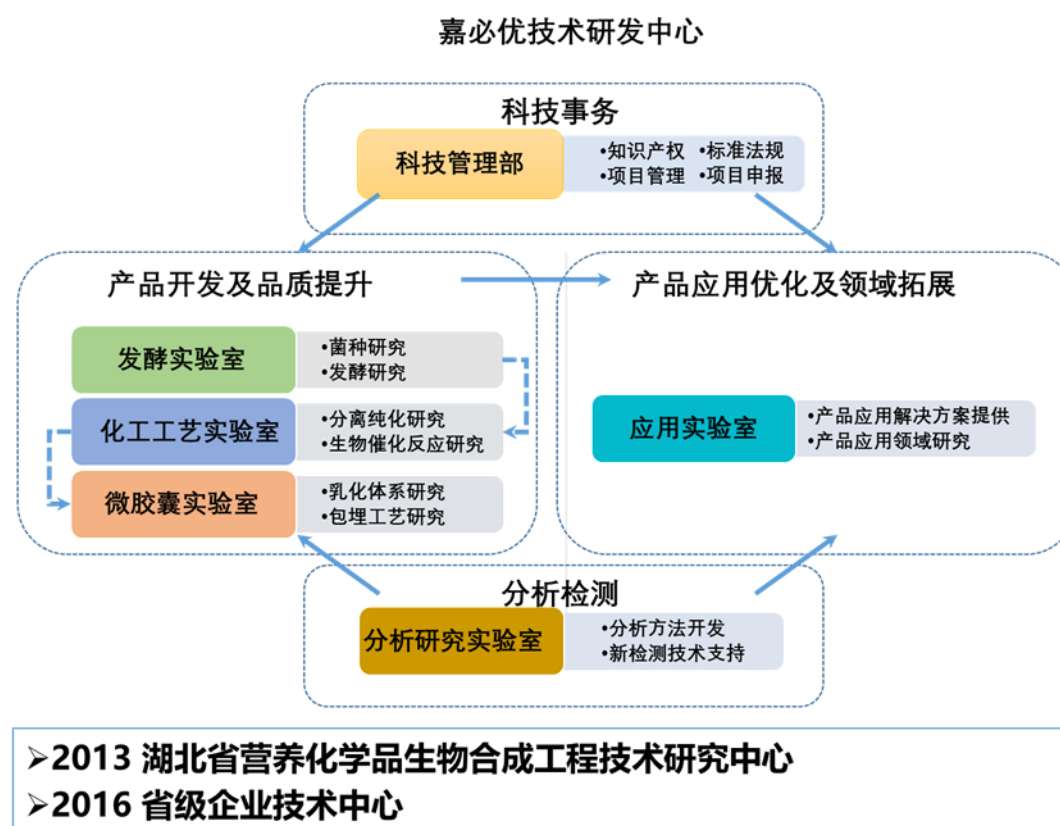 嘉必优技术研发中心
科技事务
科技管理部
•知识产权 •标准法规
•项目管理 •项目申报
产品开发及品质提升
发酵实验室
•菌种研究
•发酵研究
化工工艺实验室
•分离纯化研究
•生物催化反应研究
微胶囊实验室
•乳化体系研究
•包埋工艺研究
产品应用优化及领域拓展
应用实验室
•产品应用解决方案提供
•产品应用领域研究
分析检测
分析研究实验室
•分析方法开发
•新检测技术支持
➢2013 湖北省营养化学品生物合成工程技术研究中心
➢2016 省级企业技术中心